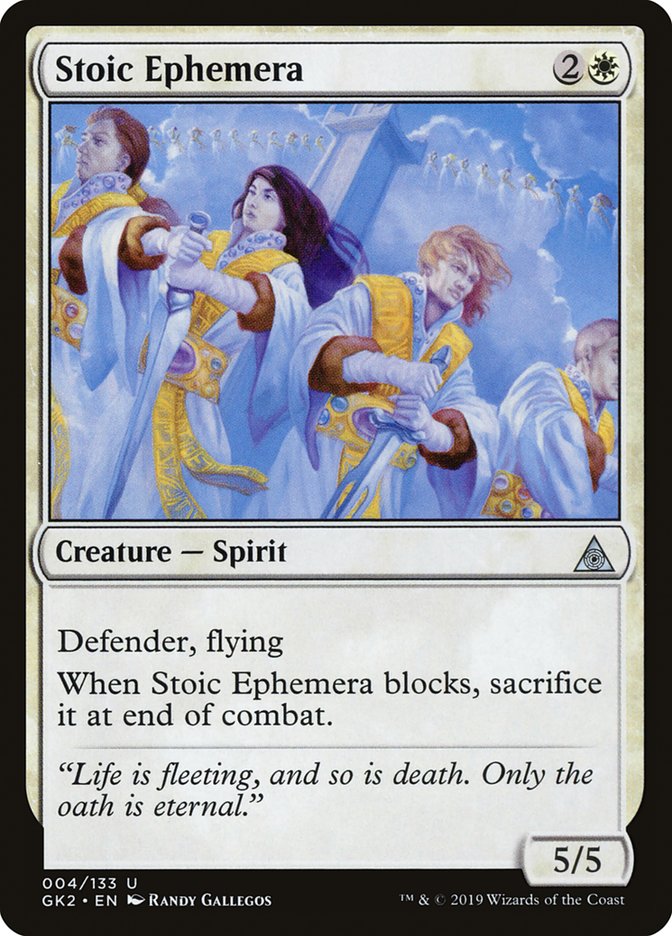 Stoic Ephemera 2
Creature — Spirit
Defender, flying
When Stoic Ephemera blocks, sacrifice
it at end of combat.
“Life is fleeting, and so is death. Only the
oath is eternal.”
5/5
004/133 U
GK2 • EN Randy Gallegos
™ & © 2019 Wizards of the Coast